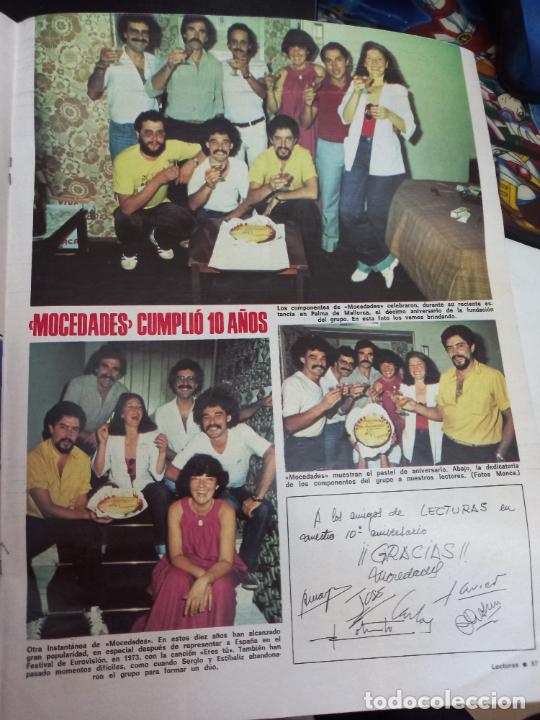 Los componentes de «Mocedades» celebraron, durante su reciente es-
tancia en Palma de Mallorca, el décimo aniversario de la fundación
del grupo. En esta foto los vemos brindando.
«MOCEDADES» CUMPLIÓ 10 AÑOS
«Mocedades» muestran el pastel de aniversario. Abajo, la dedicatoria
de los componentes del grupo a nuestros lectores. (Fotos Monca.)
A los amigos de LECTURAS en
nuestro 10º aniversario
¡¡GRACIAS!!
Mocedades
JOSE
Carlos
Javier
Roberto
Otra instantánea de «Mocedades». En estos diez años han alcanzado
gran popularidad, en especial después de representar a España en el
Festival de Eurovisión, en 1973, con la canción «Eres tú». También han
pasado momentos difíciles, como cuando Sergio y Estíbaliz abandona-
ron el grupo para formar un dúo.
Lecturas ● 57
todocoleccion.net